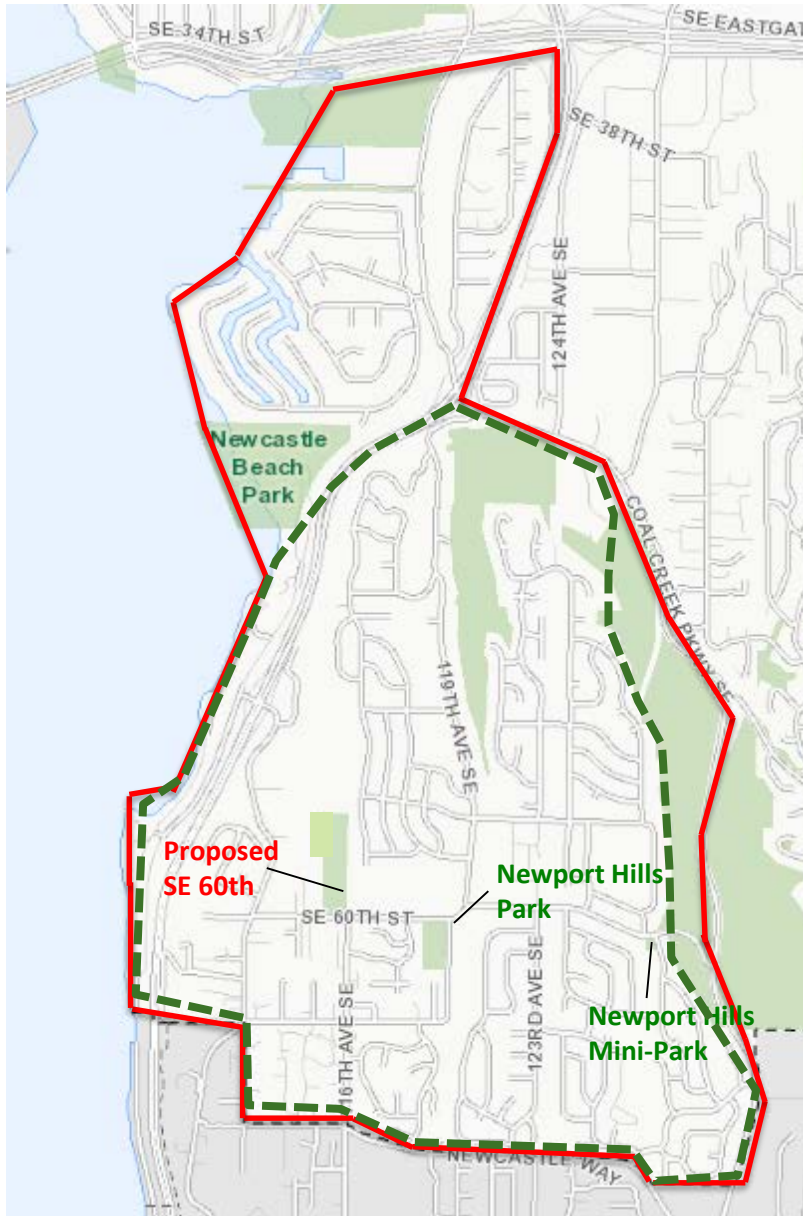 SE 34TH ST
SE EASTGAT
SE 38TH ST
124TH AVE SE
Newcastle
Beach
Park
COAL CREEK PKWY SE
119TH AVE SE
Proposed
SE 60th
Newport Hills
Park
SE 60TH ST
123RD AVE SE
Newport Hills
Mini-Park
16TH AVE SE
NEWCASTLE WAY